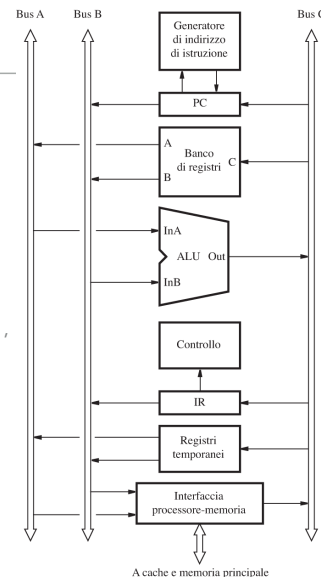 Bus A
Bus B
Bus C
Generatore
di indirizzo
di istruzione
PC
A
B
Banco
di registri
C
InA
ALU
Out
InB
Controllo
IR
Registri
temporanei
Interfaccia
processore-memoria
A cache e memoria principale